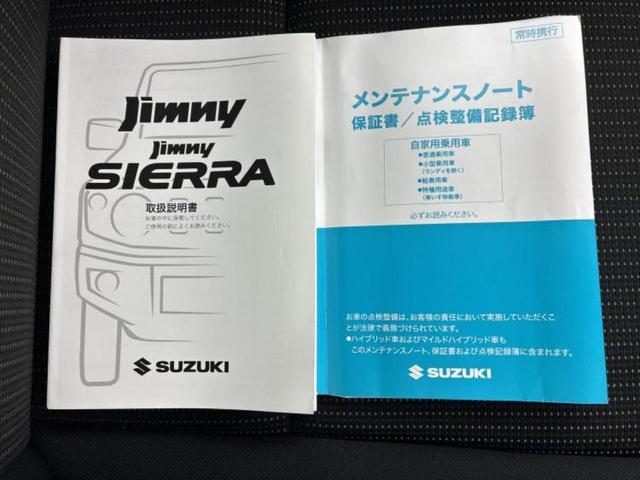 Jimny
Jimny
SIERRA
取扱説明書
お車の中に保管してください。
ご使用の前によくお読みください。
SUZUKI
常時携行
メンテナンスノート
保証書／点検整備記録簿
自家用乗用車
●普通乗用車
●小型乗用車
(ランディを除く)
●軽乗用車
●特種用途車
(車いす移動車)
必ずお読みください。
お車の点検整備は、お客様の責任において実施していただくこ
とが法律で義務づけられています。
●ハイブリッド車およびマイルドハイブリッド車も
このメンテナンスノート、保証書および点検記録簿に含まれます。
SUZUKI